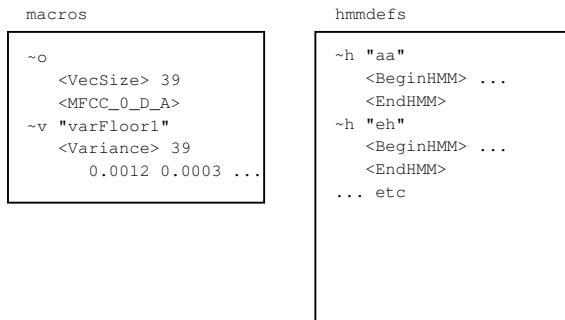 macros
~o
<VecSize> 39
<MFCC_0_D_A>
~v "varFloor1"
<Variance> 39
0.0012 0.0003 ...
hmmdefs
~h "aa"
<BeginHMM> ...
<EndHMM>
~h "eh"
<BeginHMM> ...
<EndHMM>
... etc